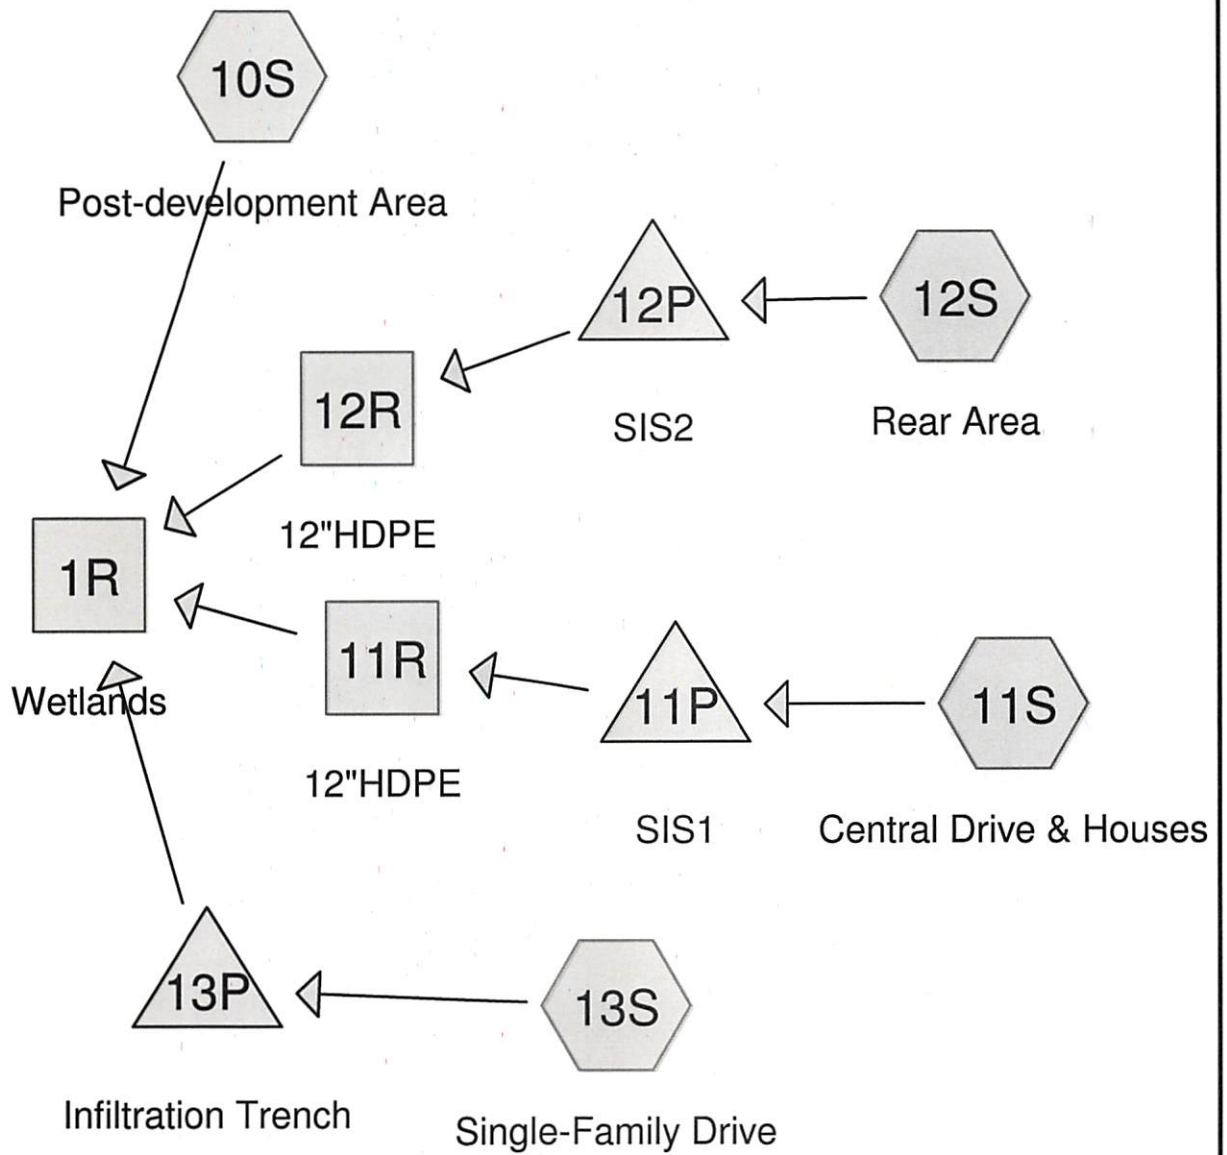 10S
Post-development Area
12P
12S
SIS2
Rear Area
12R
12"HDPE
1R
Wetlands
11R
12"HDPE
11P
11S
SIS1
Central Drive & Houses
13P
13S
Infiltration Trench
Single-Family Drive